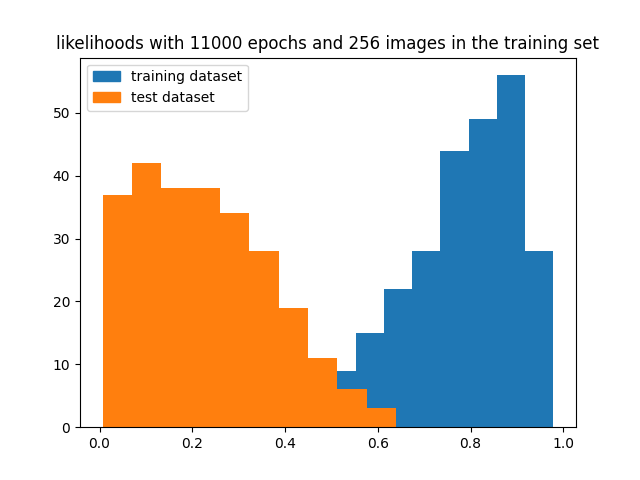 likelihoods with 11000 epochs and 256 images in the training set
training dataset
test dataset
50
40
30
20
10
0
0.0 0.2 0.4 0.6 0.8 1.0